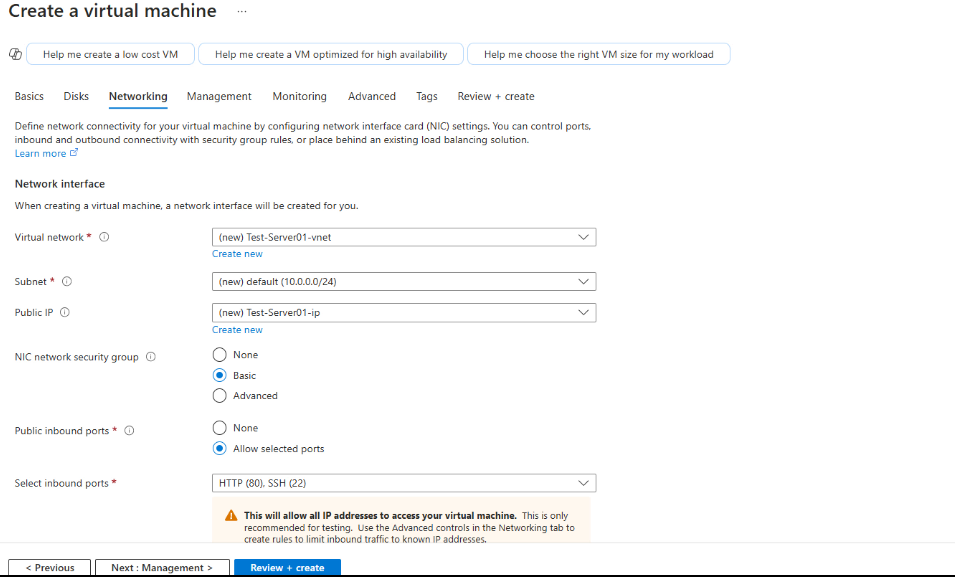 Create a virtual machine ...
Help me create a low cost VM
Help me create a VM optimized for high availability
Help me choose the right VM size for my workload
Basics Disks Networking Management Monitoring Advanced Tags Review + create
Define network connectivity for your virtual machine by configuring network interface card (NIC) settings. You can control ports,
inbound and outbound connectivity with security group rules, or place behind an existing load balancing solution.
Learn more
Network interface
When creating a virtual machine, a network interface will be created for you.
Virtual network *
(new) Test-Server01-vnet
Create new
Subnet *
(new) default (10.0.0.0/24)
Public IP
(new) Test-Server01-ip
Create new
NIC network security group
None
Basic
Advanced
Public inbound ports *
None
Allow selected ports
Select inbound ports *
HTTP (80), SSH (22)
This will allow all IP addresses to access your virtual machine. This is only
recommended for testing. Use the Advanced controls in the Networking tab to
create rules to limit inbound traffic to known IP addresses.
< Previous
Next : Management >
Review + create